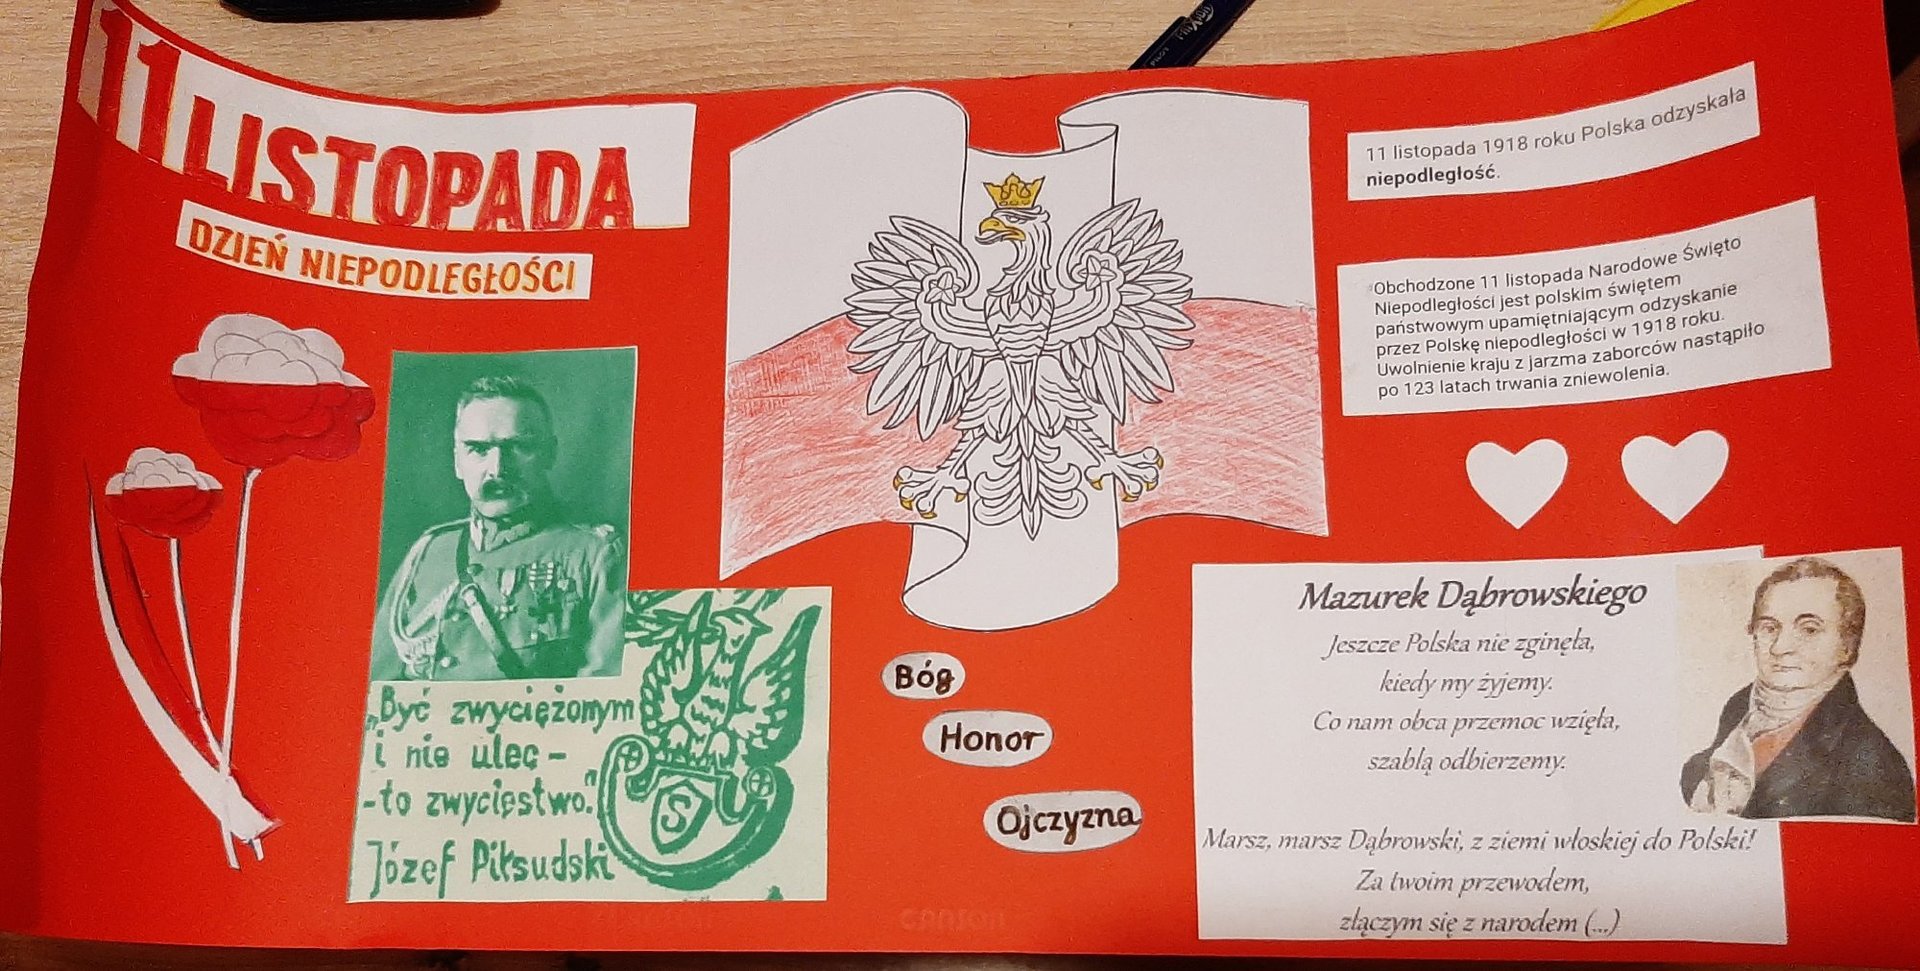 11 LISTOPADA
DZIEŃ NIEPODLEGŁOŚCI
11 listopada 1918 roku Polska odzyskała
niepodległość.
Obchodzone 11 listopada Narodowe Święto
Niepodległości jest polskim świętem
państwowym upamiętniającym odzyskanie
przez Polskę niepodległości w 1918 roku.
Uwolnienie kraju z jarzma zaborców nastąpiło
po 123 latach trwania zniewolenia.
„Być zwyciężonym
i nie ulec –
– to zwycięstwo."
Józef Piłsudski
S
Bóg
Honor
Ojczyzna
Mazurek Dąbrowskiego
Jeszcze Polska nie zginęła,
kiedy my żyjemy.
Co nam obca przemoc wzięła,
szablą odbierzemy.
Marsz, marsz Dąbrowski, z ziemi włoskiej do Polski!
Za twoim przewodem,
złączym się z narodem (...)
CANSON
PILOT